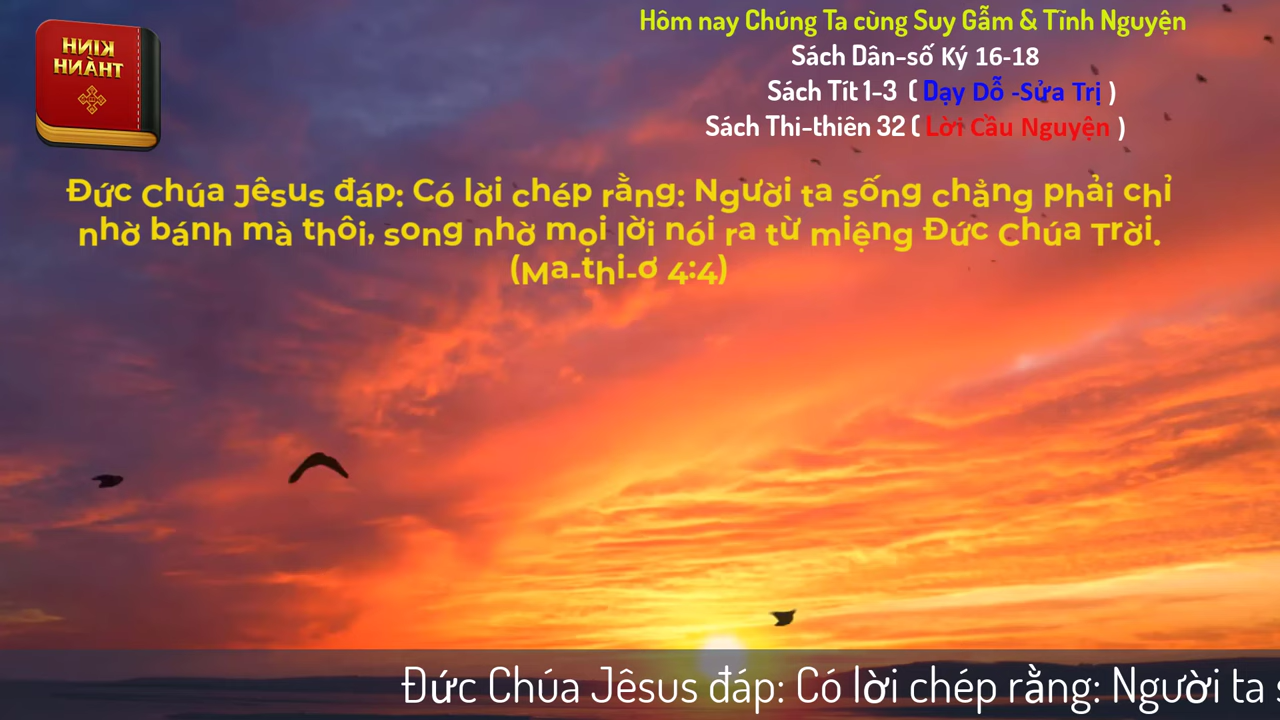 KINH
THÁNH
Hôm nay Chúng Ta cùng Suy Gẫm & Tĩnh Nguyện
Sách Dân-số Ký 16-18
Sách Tít 1-3 ( Dạy Dỗ -Sửa Trị )
Sách Thi-thiên 32 ( Lời Cầu Nguyện )
Đức Chúa Jêsus đáp: Có lời chép rằng: Người ta sống chẳng phải chỉ
nhờ bánh mà thôi, song nhờ mọi lời nói ra từ miệng Đức Chúa Trời.
(Ma-thi-ơ 4:4)
Đức Chúa Jêsus đáp: Có lời chép rằng: Người ta